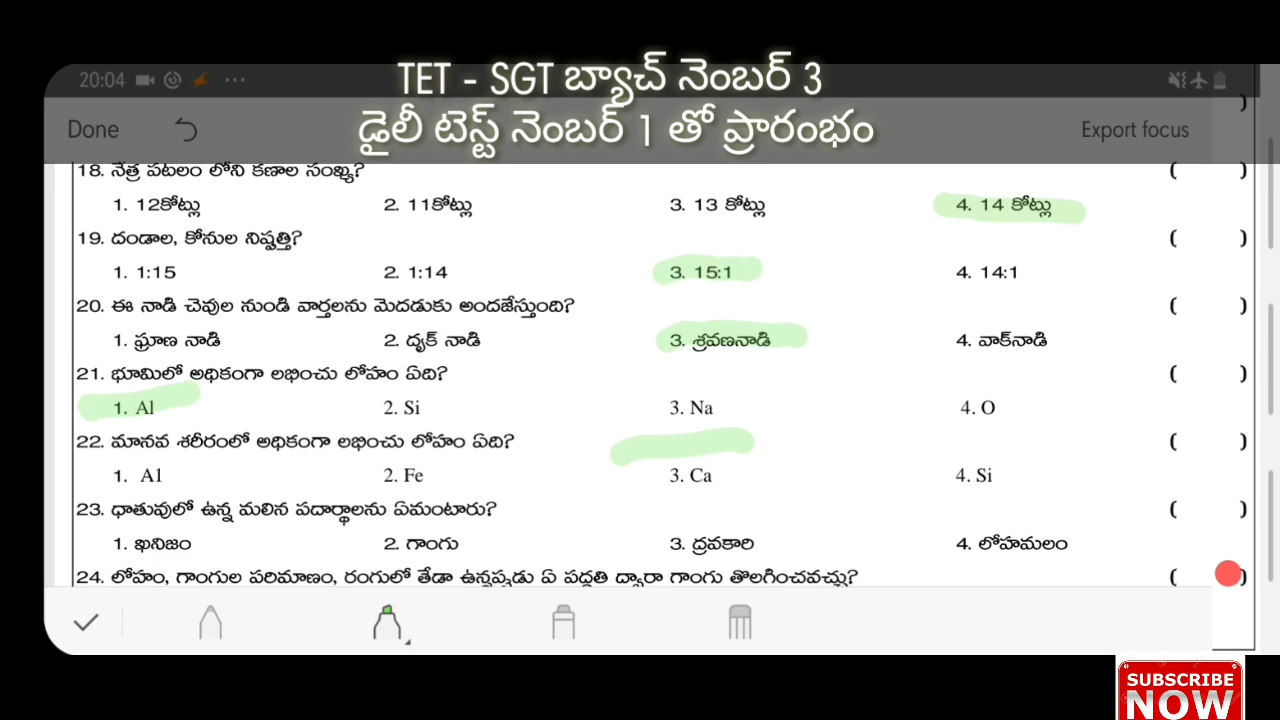 TET - SGT బ్యాచ్ నెంబర్ 3
20:04
డైలీ టెస్ట్ నెంబర్ 1 తో ప్రారంభం
Done
Export focus
18. నేత్ర పటలం లోని కణాల సంఖ్య? ( )
1. 12కోట్లు 2. 11కోట్లు 3. 13 కోట్లు 4. 14 కోట్లు
19. దండాల, కోనుల నిష్పత్తి? ( )
1. 1:15 2. 1:14 3. 15:1 4. 14:1
20. ఈ నాడి చెవుల నుండి వార్తలను మెదడుకు అందజేస్తుంది? ( )
1. ఘ్రాణ నాడి 2. దృక్ నాడి 3. శ్రవణనాడి 4. వాక్‌నాడి
21. భూమిలో అధికంగా లభించు లోహం ఏది? ( )
1. Al 2. Si 3. Na 4. O
22. మానవ శరీరంలో అధికంగా లభించు లోహం ఏది? ( )
1. Al 2. Fe 3. Ca 4. Si
23. ధాతువులో ఉన్న మలిన పదార్థాలను ఏమంటారు? ( )
1. ఖనిజం 2. గాంగు 3. ద్రవకారి 4. లోహమలం
24. లోహం, గాంగుల పరిమాణం, రంగులో తేడా ఉన్నప్పుడు ఏ పద్ధతి ద్వారా గాంగు తొలగించవచ్చు? ( )
SUBSCRIBE
NOW